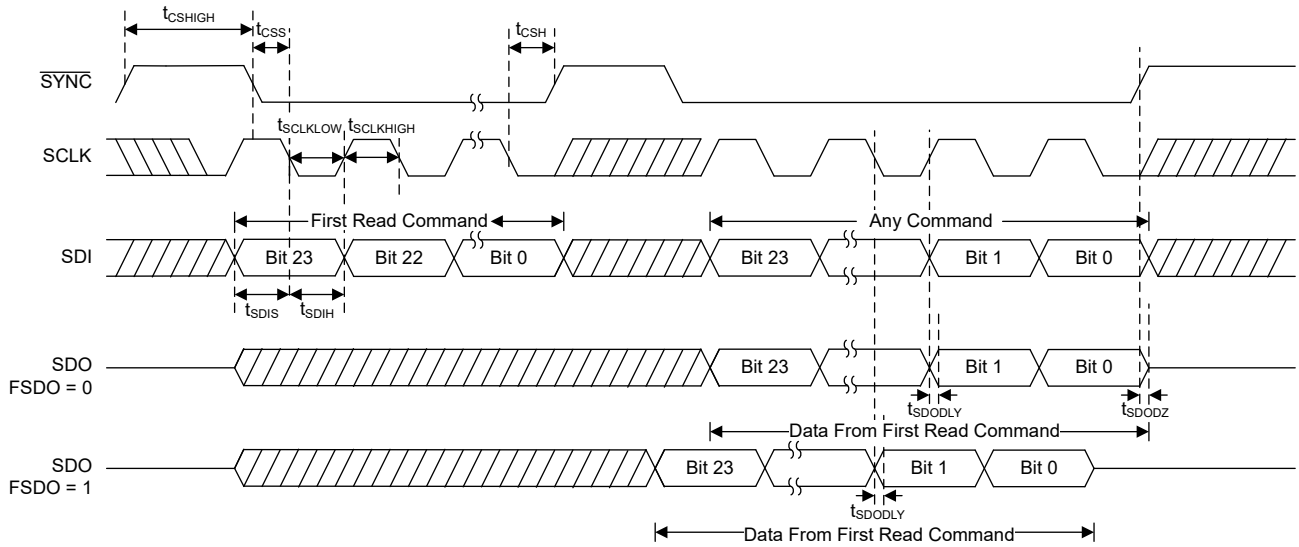 tCSHIGH
tCSS
tCSH
SYNC
tSCLKLOW
tSCLKHIGH
SCLK
First Read Command
Any Command
SDI
Bit 23
Bit 22
Bit 0
Bit 23
Bit 1
Bit 0
tSDIS
tSDIH
SDO
FSDO = 0
Bit 23
Bit 1
Bit 0
tSDODLY
tSDODZ
Data From First Read Command
SDO
FSDO = 1
Bit 23
Bit 1
Bit 0
tSDODLY
Data From First Read Command